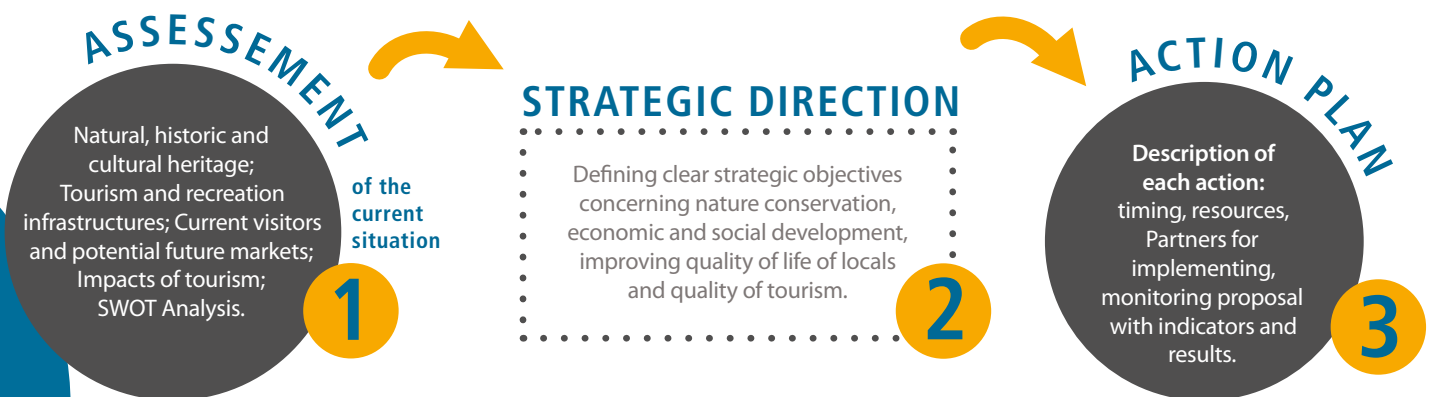 ASSESSEMENT
of the
current
situation
Natural, historic and
cultural heritage;
Tourism and recreation
infrastructures; Current visitors
and potential future markets;
Impacts of tourism;
SWOT Analysis.
1
STRATEGIC DIRECTION
Defining clear strategic objectives
concerning nature conservation,
economic and social development,
improving quality of life of locals
and quality of tourism.
2
ACTION PLAN
Description of
each action:
timing, resources,
Partners for
implementing,
monitoring proposal
with indicators and
results.
3